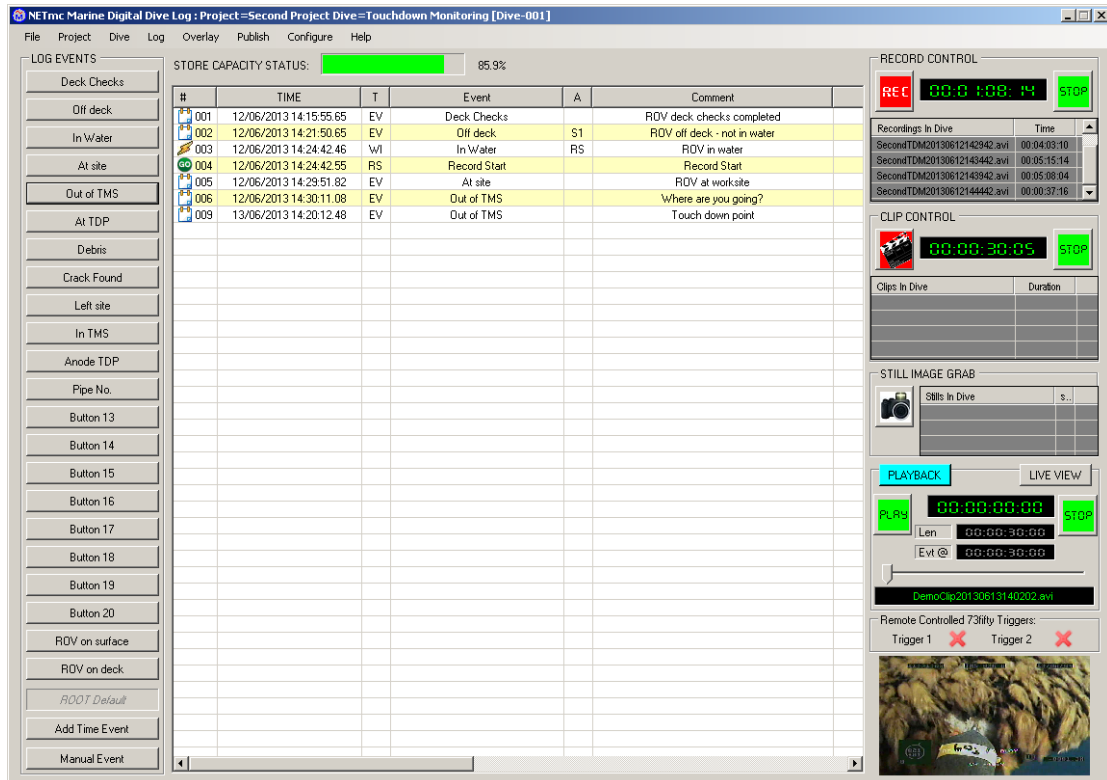 NETmc Marine Digital Dive Log : Project=Second Project Dive=Touchdown Monitoring [Dive-001]
File Project Dive Log Overlay Publish Configure Help
LOG EVENTS
Deck Checks
Off deck
In Water
At site
Out of TMS
At TDP
Debris
Crack Found
Left site
In TMS
Anode TDP
Pipe No.
Button 13
Button 14
Button 15
Button 16
Button 17
Button 18
Button 19
Button 20
ROV on surface
ROV on deck
ROOT Default
Add Time Event
Manual Event
STORE CAPACITY STATUS: 85.9%
# TIME T Event A Comment
001 12/06/2013 14:15:55.65 EV Deck Checks ROV deck checks completed
002 12/06/2013 14:21:50.65 EV Off deck S1 ROV off deck - not in water
003 12/06/2013 14:24:42.46 WI In Water RS ROV in water
GO 004 12/06/2013 14:24:42.55 RS Record Start Record Start
005 12/06/2013 14:29:51.82 EV At site ROV at worksite
006 12/06/2013 14:30:11.08 EV Out of TMS Where are you going?
009 13/06/2013 14:20:12.48 EV Out of TMS Touch down point
RECORD CONTROL
REC 00:01:08:14 STOP
Recordings In Dive Time
SecondTDM20130612142942.avi 00:04:03:10
SecondTDM20130612143442.avi 00:05:15:14
SecondTDM20130612143942.avi 00:05:08:04
SecondTDM20130612144442.avi 00:00:37:16
CLIP CONTROL
00:00:30:05 STOP
Clips In Dive Duration
STILL IMAGE GRAB
Stills In Dive s..
PLAYBACK LIVE VIEW
PLAY 00:00:00:00 STOP
Len 00:00:30:00
Evt @ 00:00:30:00
DemoClip20130613140202.avi
Remote Controlled 73fifty Triggers:
Trigger 1 Trigger 2